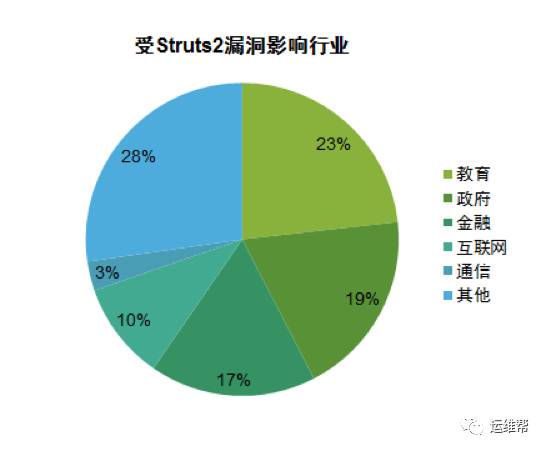 受Struts2漏洞影响行业
23%
19%
17%
10%
3%
28%
教育
政府
金融
互联网
通信
其他
运维帮